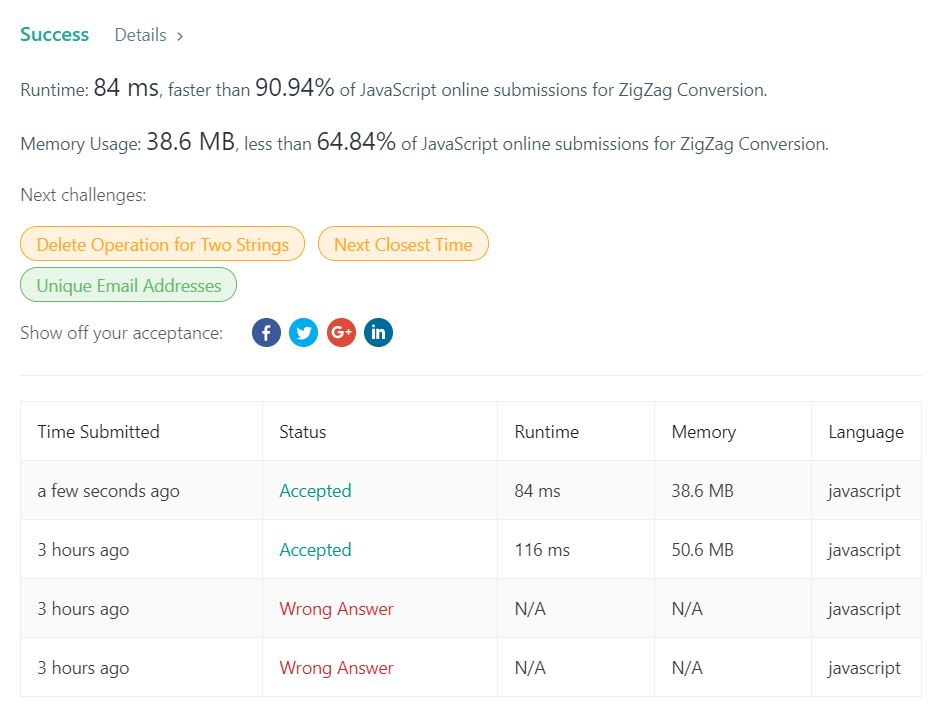 Success Details >
Runtime: 84 ms, faster than 90.94% of JavaScript online submissions for ZigZag Conversion.
Memory Usage: 38.6 MB, less than 64.84% of JavaScript online submissions for ZigZag Conversion.
Next challenges:
Delete Operation for Two Strings Next Closest Time
Unique Email Addresses
Show off your acceptance: f G+ in
Time Submitted Status Runtime Memory Language
a few seconds ago Accepted 84 ms 38.6 MB javascript
3 hours ago Accepted 116 ms 50.6 MB javascript
3 hours ago Wrong Answer N/A N/A javascript
3 hours ago Wrong Answer N/A N/A javascript